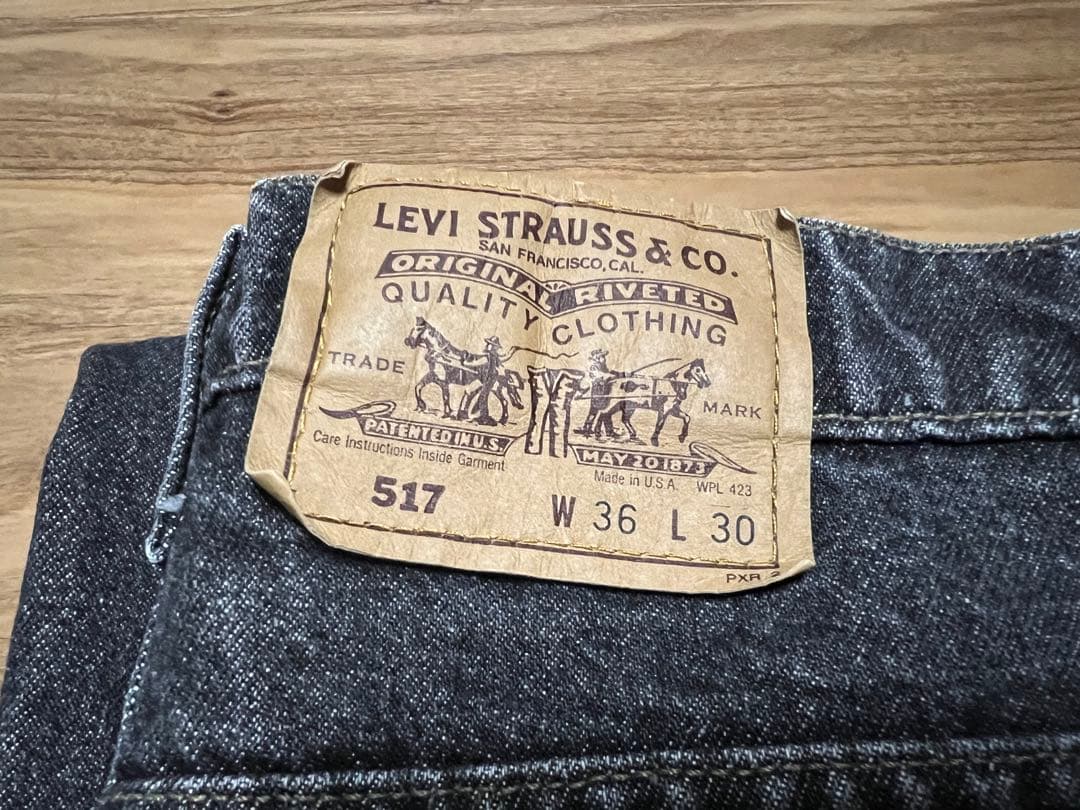 LEVI STRAUSS & CO.
SAN FRANCISCO, CAL.
ORIGINAL RIVETED
QUALITY CLOTHING
TRADE MARK
PATENTED IN U.S. MAY 20 1873
Care Instructions Inside Garment
Made in U.S.A. WPL 423
517 W 36 L 30
PXR 2